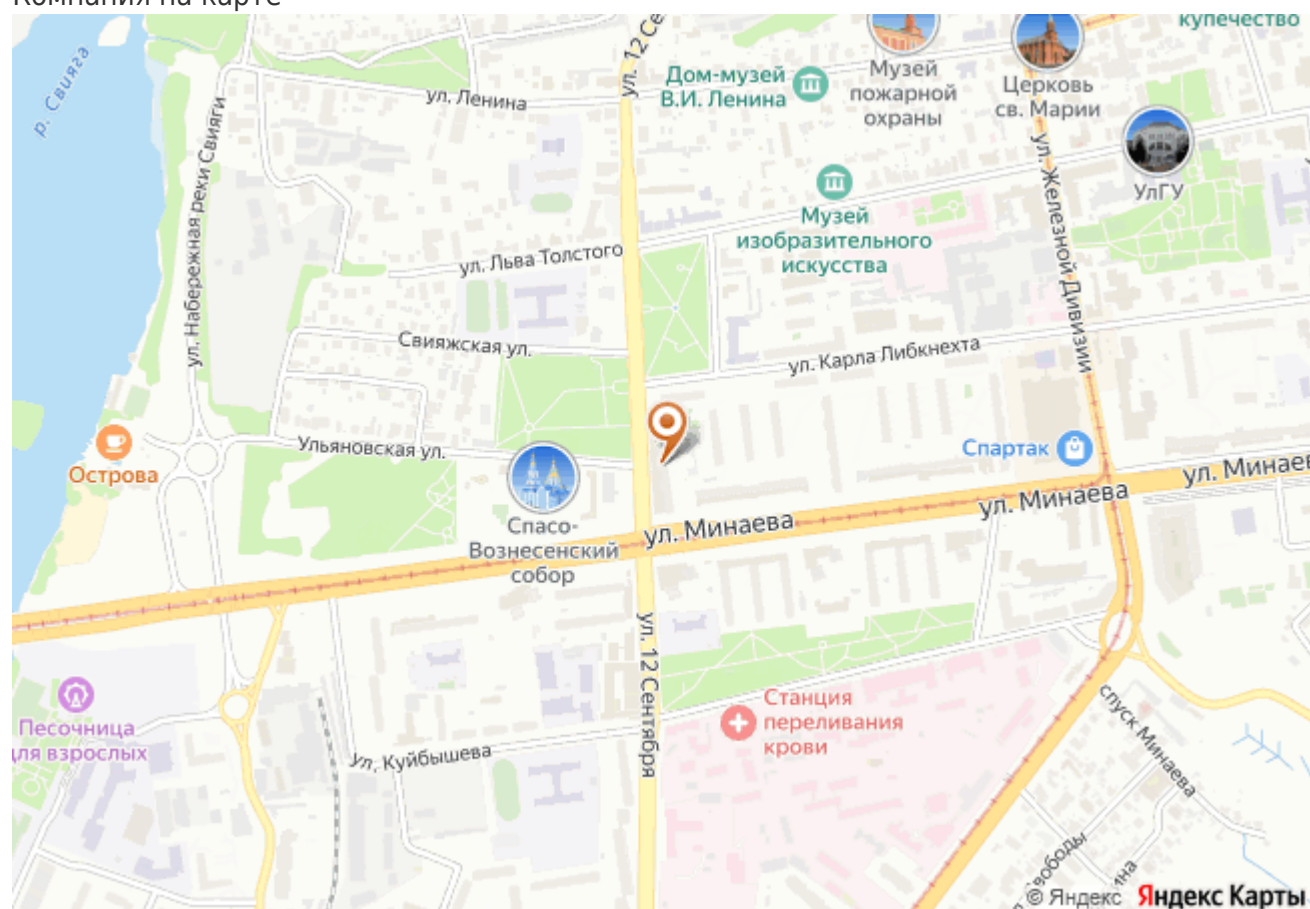 Компания на карте
купечество
р. Свияга
ул. 12 Се
ул. Ленина
Дом-музей
В.И. Ленина
Музей
пожарной
охраны
Церковь
св. Марии
УлГУ
ул. Набережная реки Свияги
ул. Железной Дивизии
Музей
изобразительного
искусства
ул. Льва Толстого
Свияжская ул.
ул. Карла Либкнехта
Ульяновская ул.
Острова
Спартак
ул. Минаев
ул. Минаева
ул. Минаева
Спасо-
Вознесенский
собор
ул. 12 Сентября
Станция
переливания
крови
Песочница
для взрослых
ул. Куйбышева
спуск Минаева
вободы
ина
© Яндекс Яндекс Карты